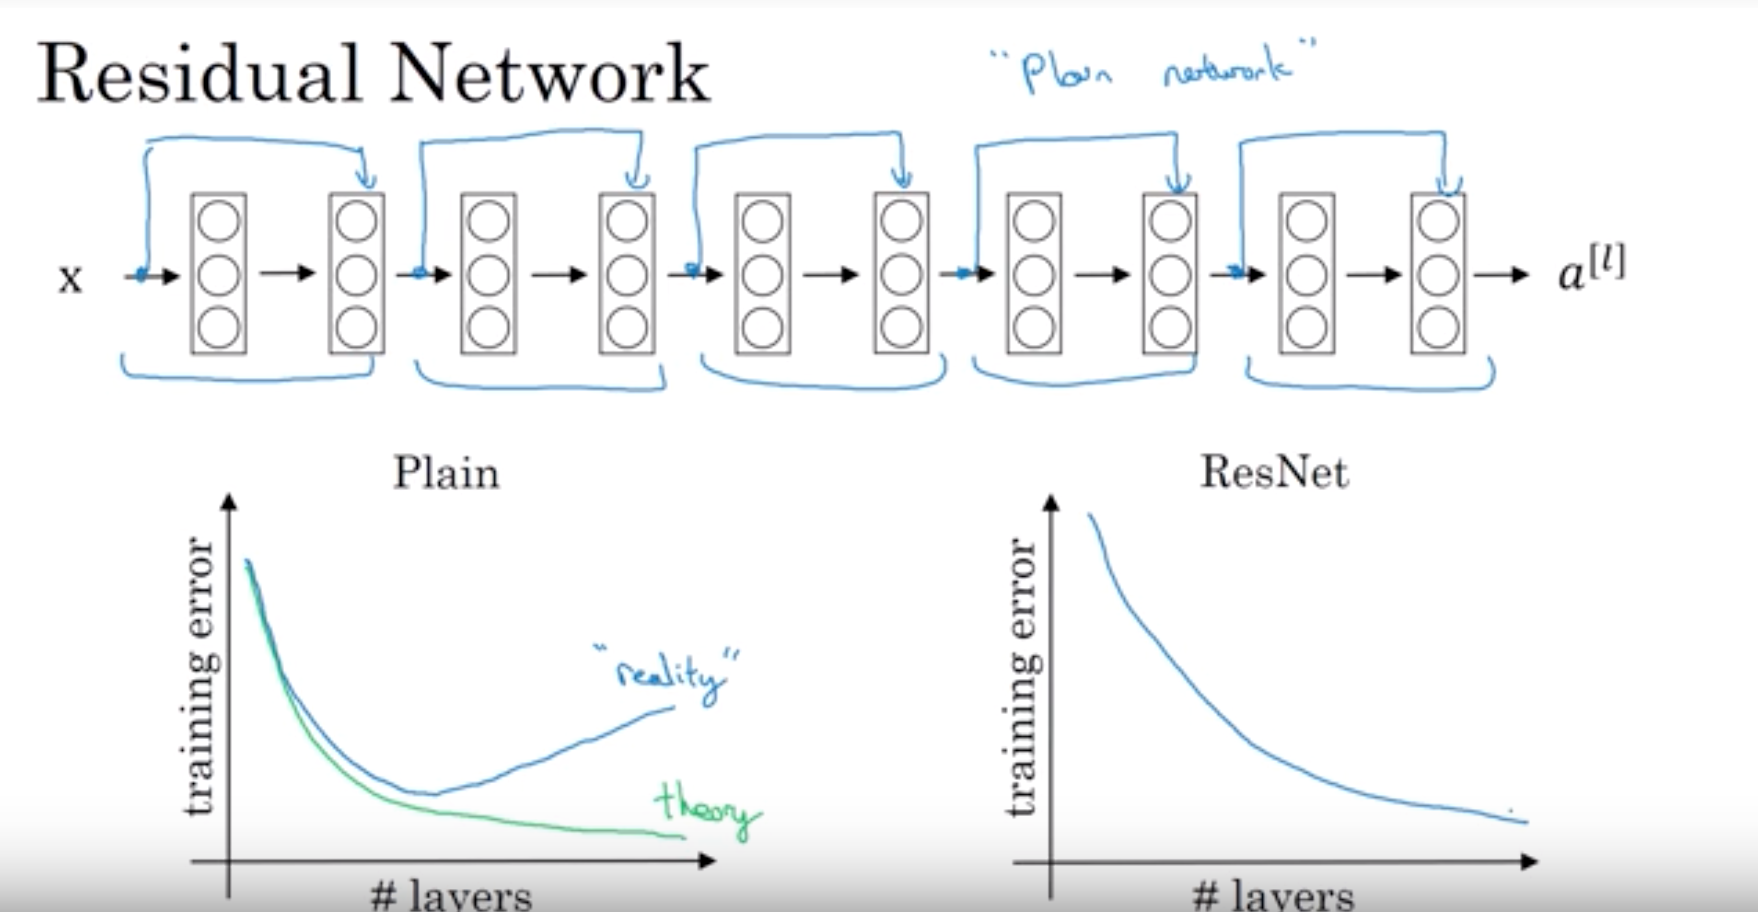 Residual Network
"Plain network"
x
a[l]
Plain
ResNet
training error
"reality"
theory
# layers
training error
# layers